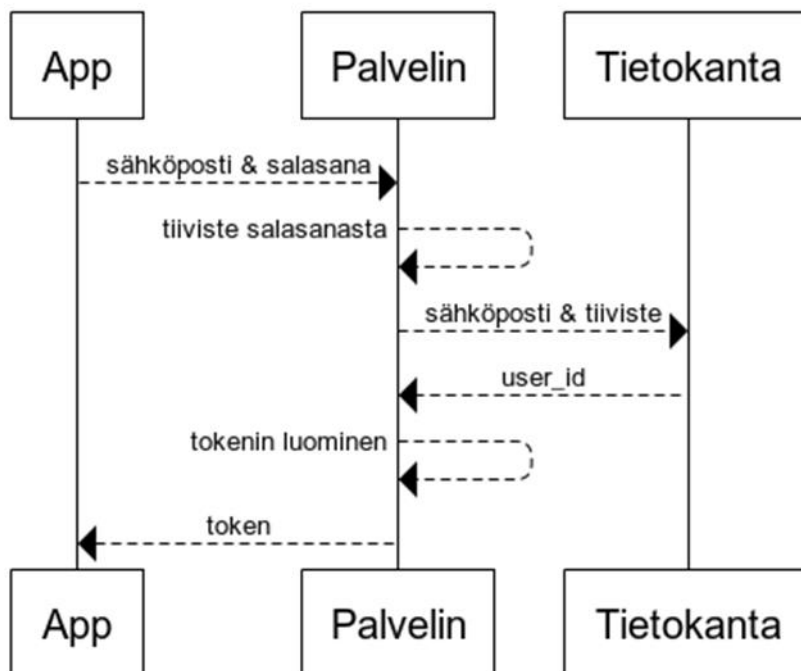 App
Palvelin
Tietokanta
sähköposti & salasana
tiiviste salasanasta
sähköposti & tiiviste
user_id
tokenin luominen
token
App
Palvelin
Tietokanta